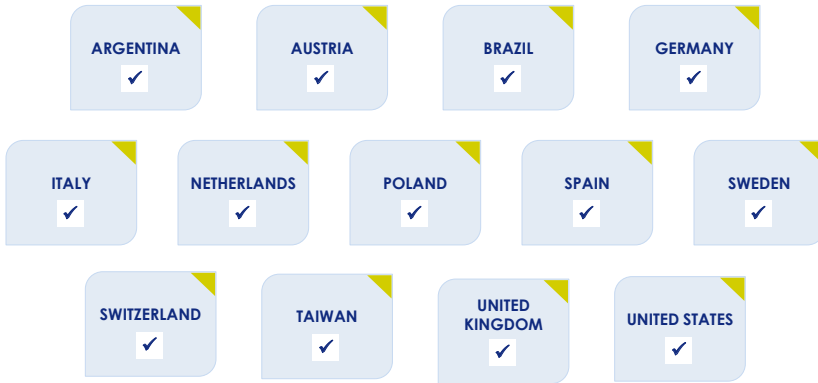 ARGENTINA
✓
AUSTRIA
✓
BRAZIL
✓
GERMANY
✓
ITALY
✓
NETHERLANDS
✓
POLAND
✓
SPAIN
✓
SWEDEN
✓
SWITZERLAND
✓
TAIWAN
✓
UNITED
KINGDOM
✓
UNITED STATES
✓